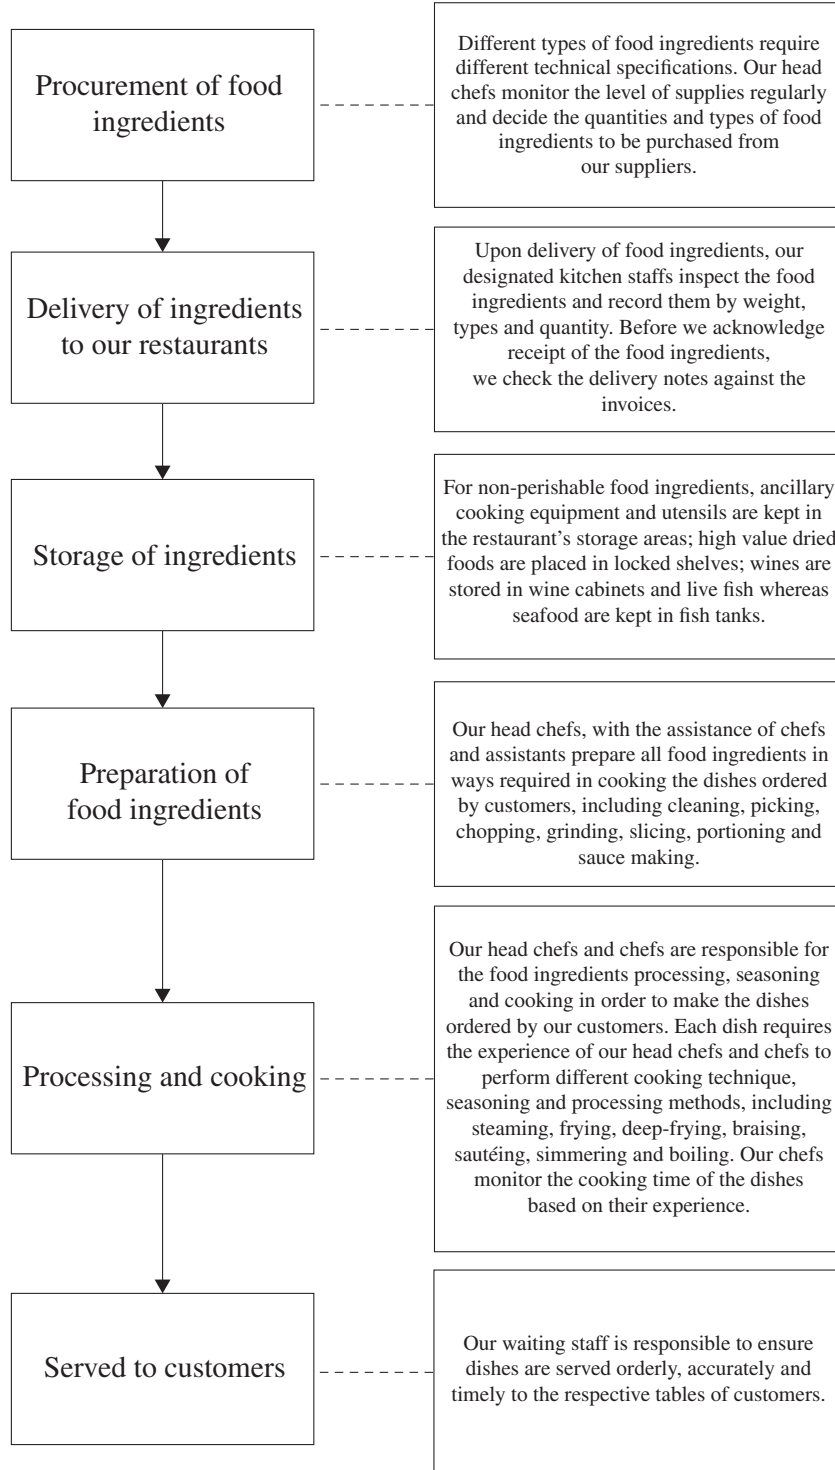 Procurement of food
ingredients
Different types of food ingredients require
different technical specifications. Our head
chefs monitor the level of supplies regularly
and decide the quantities and types of food
ingredients to be purchased from
our suppliers.
Delivery of ingredients
to our restaurants
Upon delivery of food ingredients, our
designated kitchen staffs inspect the food
ingredients and record them by weight,
types and quantity. Before we acknowledge
receipt of the food ingredients,
we check the delivery notes against the
invoices.
Storage of ingredients
For non-perishable food ingredients, ancillary
cooking equipment and utensils are kept in
the restaurant's storage areas; high value dried
foods are placed in locked shelves; wines are
stored in wine cabinets and live fish whereas
seafood are kept in fish tanks.
Preparation of
food ingredients
Our head chefs, with the assistance of chefs
and assistants prepare all food ingredients in
ways required in cooking the dishes ordered
by customers, including cleaning, picking,
chopping, grinding, slicing, portioning and
sauce making.
Processing and cooking
Our head chefs and chefs are responsible for
the food ingredients processing, seasoning
and cooking in order to make the dishes
ordered by our customers. Each dish requires
the experience of our head chefs and chefs to
perform different cooking technique,
seasoning and processing methods, including
steaming, frying, deep-frying, braising,
sautéing, simmering and boiling. Our chefs
monitor the cooking time of the dishes
based on their experience.
Served to customers
Our waiting staff is responsible to ensure
dishes are served orderly, accurately and
timely to the respective tables of customers.